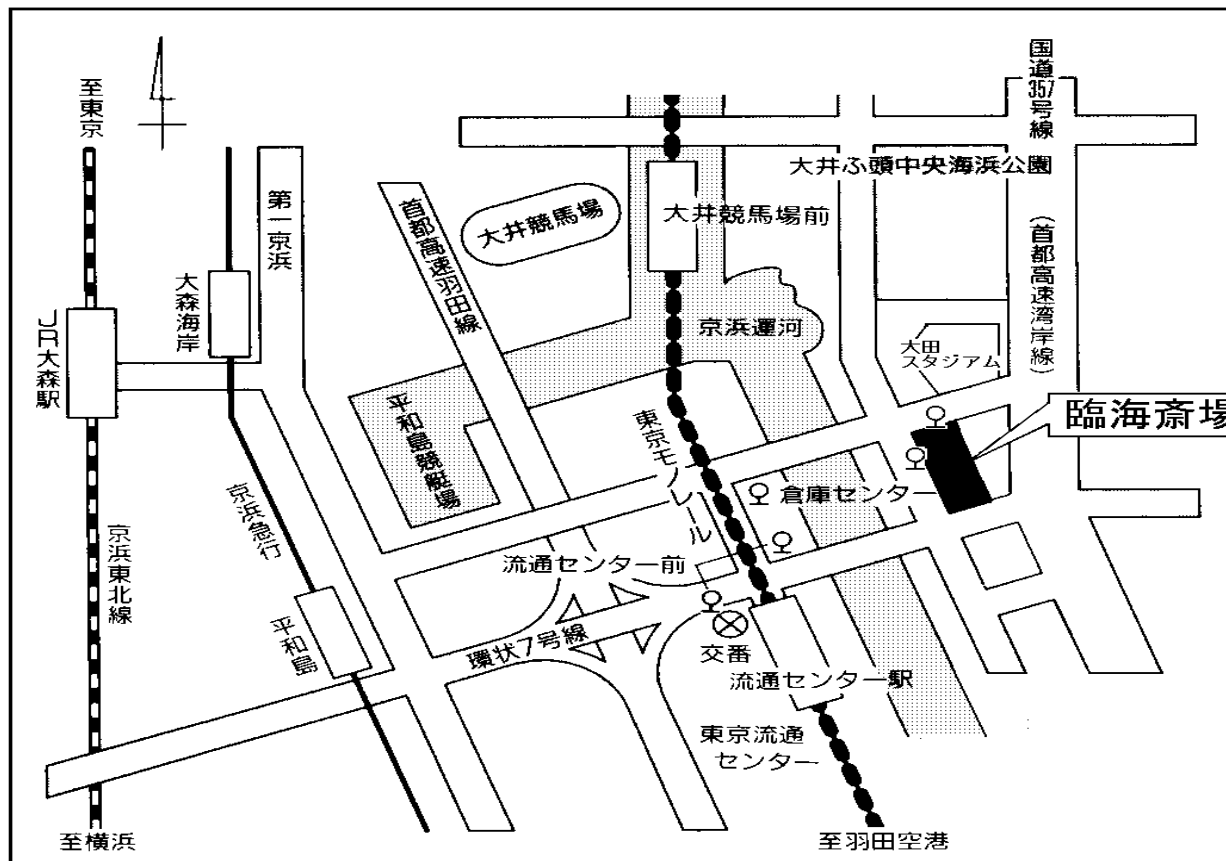 至東京
国道357号線
第一京浜
首都高速羽田線
大井競馬場
大井ふ頭中央海浜公園
大井競馬場前
(首都高速湾岸線)
大森海岸
JR大森駅
京浜運河
大田
スタジアム
平和島競艇場
東京モノレール
臨海斎場
京浜急行
倉庫センター
京浜東北線
流通センター前
平和島
環状7号線
交番
流通センター駅
東京流通
センター
至横浜
至羽田空港